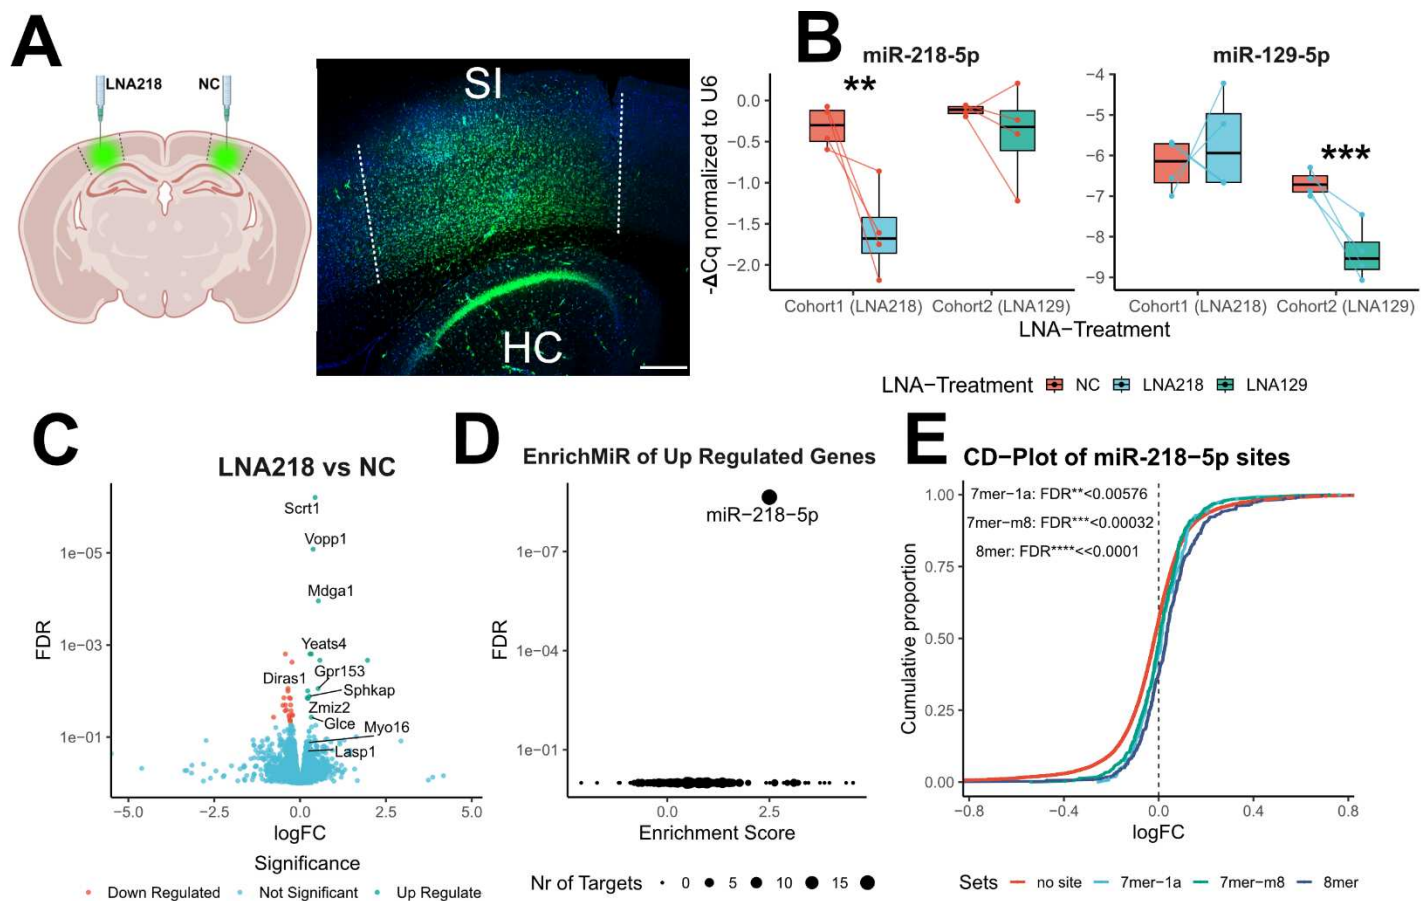 A
LNA218
NC
SI
HC
B
miR-218-5p
miR-129-5p
-ΔCq normalized to U6
0.0
−0.5
−1.0
−1.5
−2.0
**
−4
−5
−6
−7
−8
−9
***
Cohort1 (LNA218)
Cohort2 (LNA129)
Cohort1 (LNA218)
Cohort2 (LNA129)
LNA−Treatment
LNA−Treatment
NC
LNA218
LNA129
C
LNA218 vs NC
FDR
1e−05
1e−03
1e−01
Scrt1
Vopp1
Mdga1
Yeats4
Diras1
Gpr153
Sphkap
Zmiz2
Glce
Myo16
Lasp1
−5.0
−2.5
0.0
2.5
5.0
logFC
Significance
Down Regulated
Not Significant
Up Regulate
D
EnrichMiR of Up Regulated Genes
miR−218−5p
FDR
1e−07
1e−04
1e−01
0.0
2.5
Enrichment Score
Nr of Targets
0
5
10
15
E
CD−Plot of miR-218−5p sites
7mer-1a: FDR**<0.00576
7mer-m8: FDR***<0.00032
8mer: FDR****<<0.0001
Cumulative proportion
1.00
0.75
0.50
0.25
0.00
−0.8
−0.4
0.0
0.4
0.8
logFC
Sets
no site
7mer−1a
7mer-m8
8mer